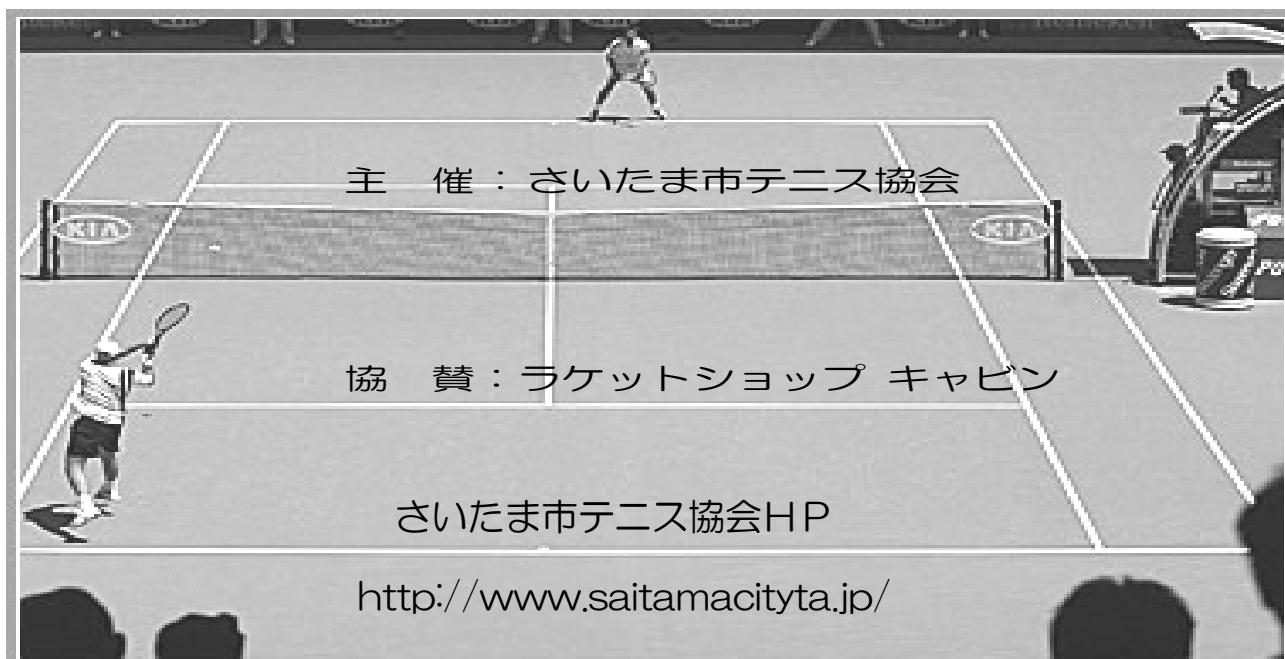 主　催：さいたま市テニス協会
KIA KIA
協　賛：ラケットショップ キャビン
さいたま市テニス協会ＨＰ
http://www.saitamacityta.jp/